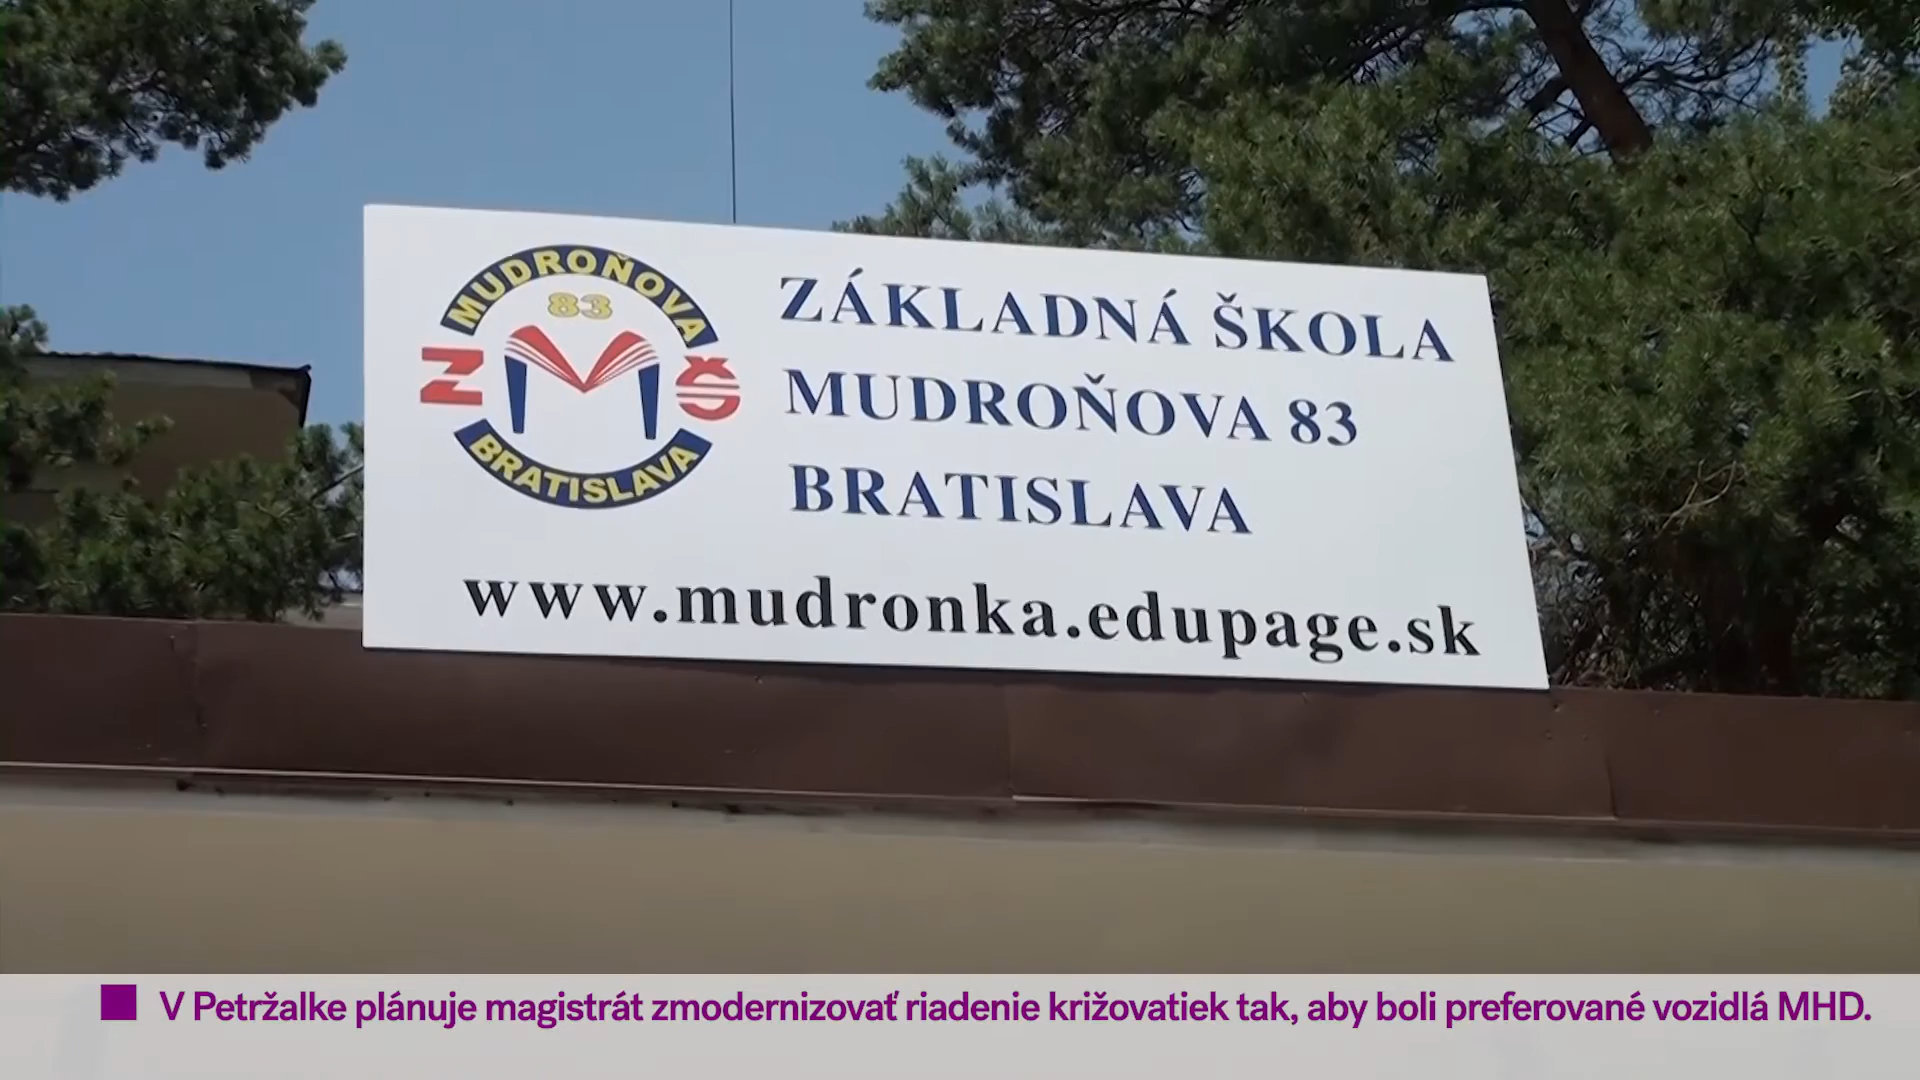 MUDROŇOVA
83
Z Š
BRATISLAVA
ZÁKLADNÁ ŠKOLA
MUDROŇOVA 83
BRATISLAVA
www.mudronka.edupage.sk
V Petržalke plánuje magistrát zmodernizovať riadenie križovatiek tak, aby boli preferované vozidlá MHD.